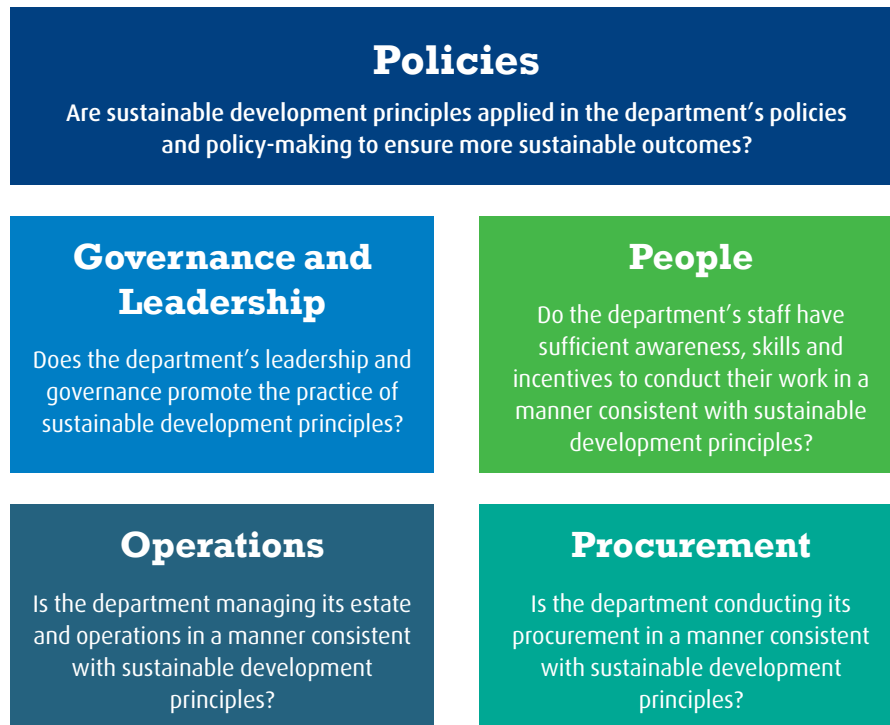 Policies
Are sustainable development principles applied in the department's policies
and policy-making to ensure more sustainable outcomes?
Governance and
Leadership
Does the department's leadership and
governance promote the practice of
sustainable development principles?
People
Do the department's staff have
sufficient awareness, skills and
incentives to conduct their work in a
manner consistent with sustainable
development principles?
Operations
Is the department managing its estate
and operations in a manner consistent
with sustainable development
principles?
Procurement
Is the department conducting its
procurement in a manner consistent
with sustainable development
principles?